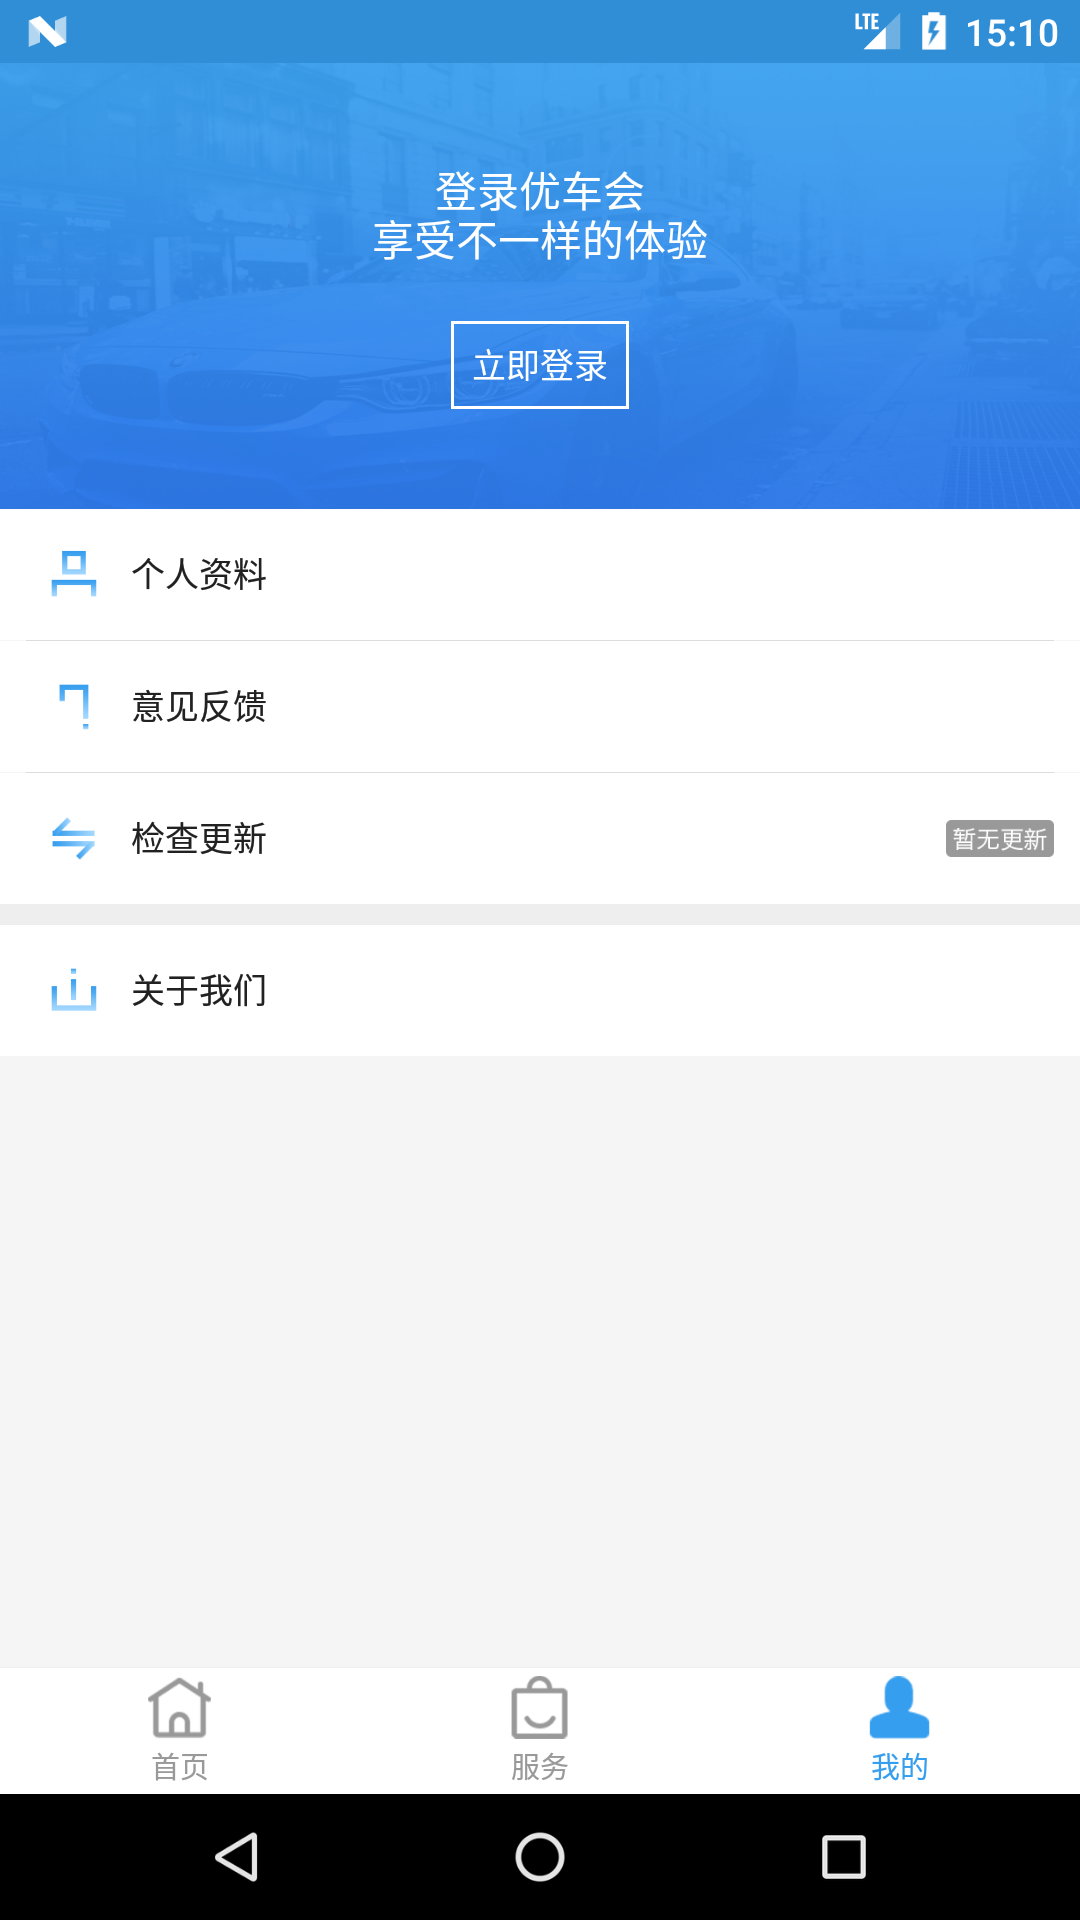 LTE 15:10
登录优车会
享受不一样的体验
立即登录
个人资料
意见反馈
检查更新 暂无更新
关于我们
首页 服务 我的